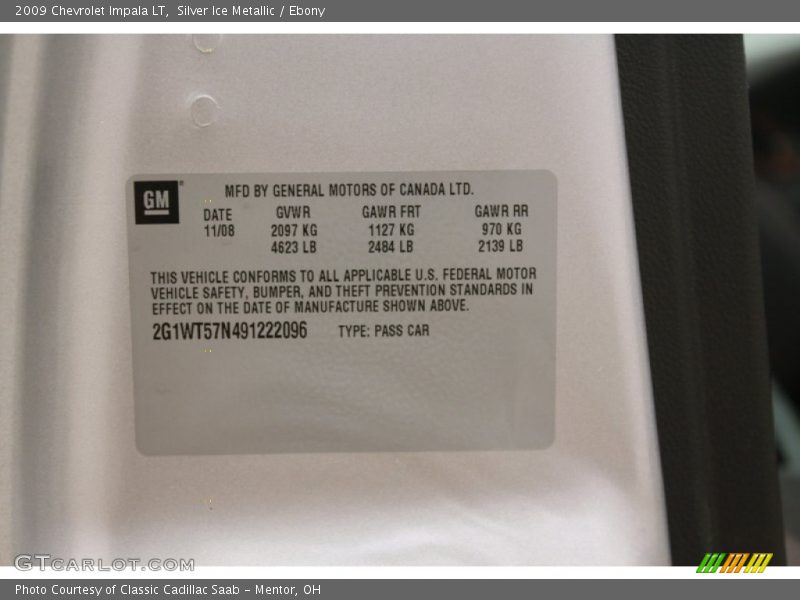 2009 Chevrolet Impala LT, Silver Ice Metallic / Ebony
GM
MFD BY GENERAL MOTORS OF CANADA LTD.
DATE GVWR GAWR FRT GAWR RR
11/08 2097 KG 1127 KG 970 KG
4623 LB 2484 LB 2139 LB
THIS VEHICLE CONFORMS TO ALL APPLICABLE U.S. FEDERAL MOTOR
VEHICLE SAFETY, BUMPER, AND THEFT PREVENTION STANDARDS IN
EFFECT ON THE DATE OF MANUFACTURE SHOWN ABOVE.
2G1WT57N491222096 TYPE: PASS CAR
GTCARLOT.COM
Photo Courtesy of Classic Cadillac Saab - Mentor, OH